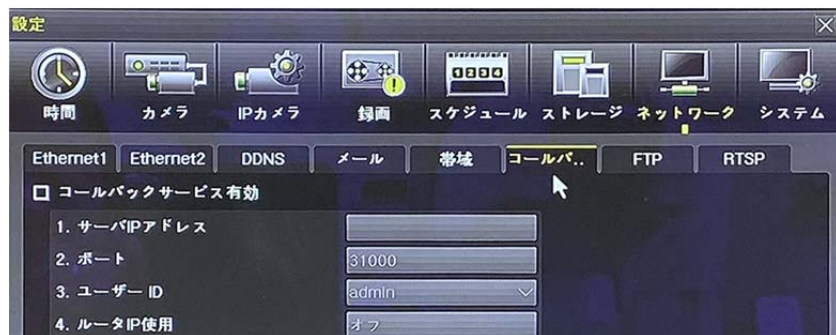 設定
時間 カメラ IPカメラ 録画 スケジュール ストレージ ネットワーク システム
Ethernet1 Ethernet2 DDNS メール 帯域 コールバ.. FTP RTSP
コールバックサービス有効
1. サーバIPアドレス
2. ポート 31000
3. ユーザー ID admin
4. ルータIP使用 オフ